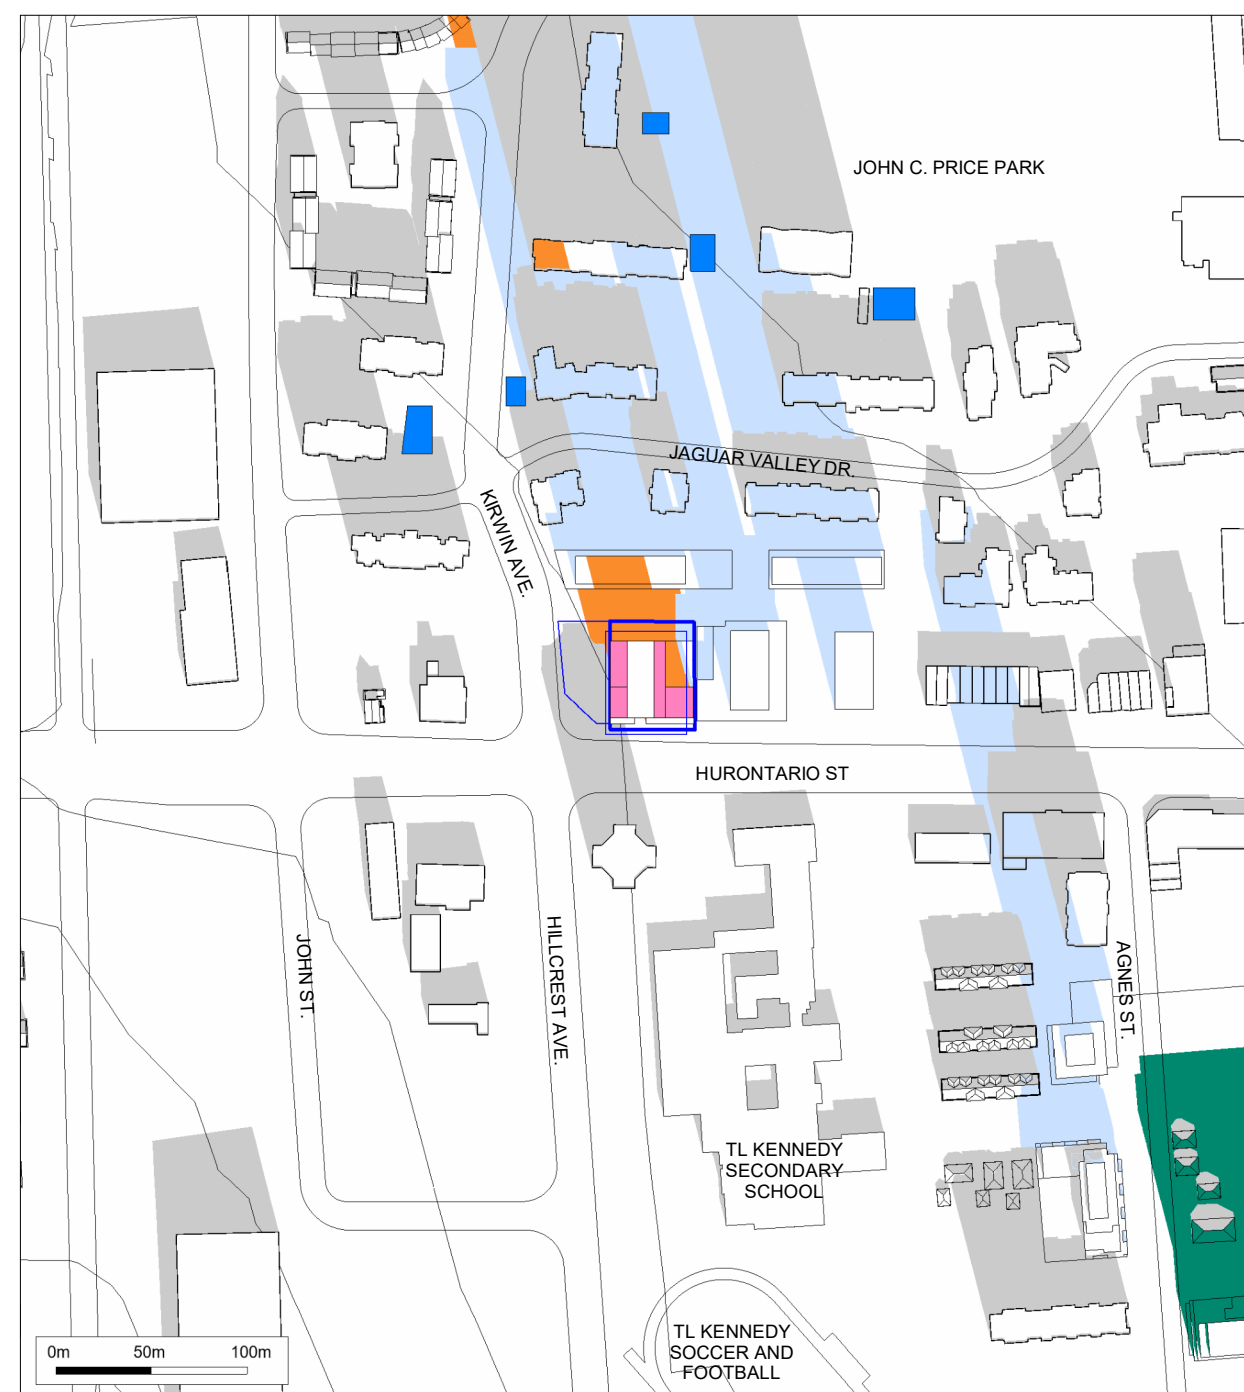 JOHN C. PRICE PARK
JAGUAR VALLEY DR.
KIRWIN AVE.
HURONTARIO ST
JOHN ST.
HILLCREST AVE.
AGNES ST.
TL KENNEDY
SECONDARY
SCHOOL
TL KENNEDY
SOCCER AND
FOOTBALL
0m 50m 100m